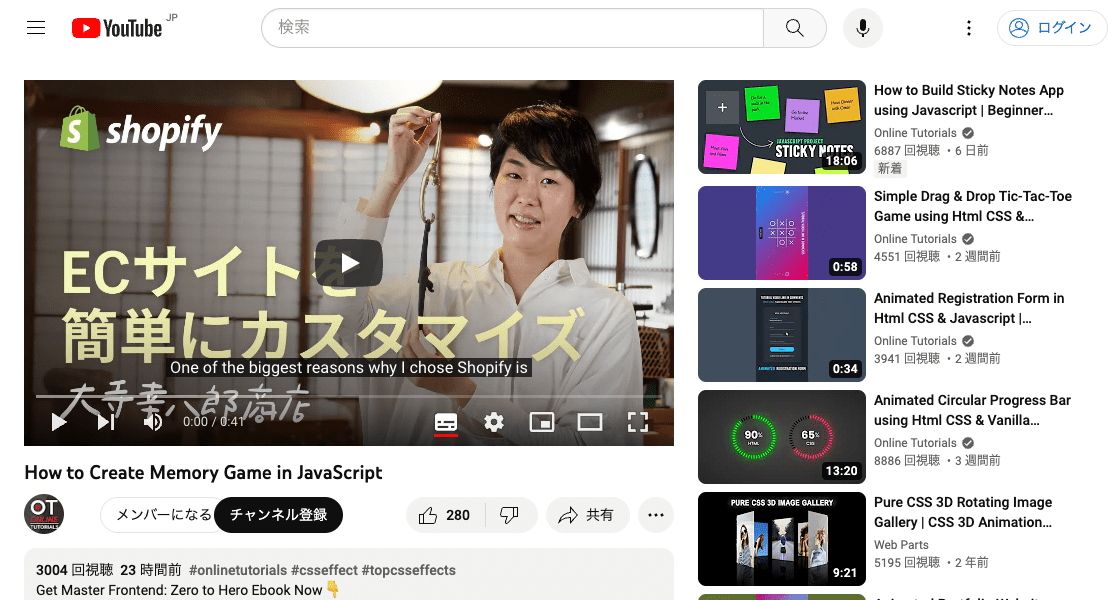 YouTube JP
検索
ログイン
shopify
ECサイトを
簡単にカスタマイズ
One of the biggest reasons why I chose Shopify is
大寺幸八郎商店
0:00 / 0:41
How to Create Memory Game in JavaScript
OT
ONLINE
TUTORIALS
メンバーになる
チャンネル登録
280
共有
3004 回視聴 23 時間前 #onlinetutorials #csseffect #topcsseffects
Get Master Frontend: Zero to Hero Ebook Now👇
JAVASCRIPT PROJECT
STICKY NOTES
18:06
How to Build Sticky Notes App
using Javascript | Beginner…
Online Tutorials
6887 回視聴 ・6 日前
新着
0:58
Simple Drag & Drop Tic-Tac-Toe
Game using Html CSS &…
Online Tutorials
4551 回視聴 ・2 週間前
0:34
Animated Registration Form in
Html CSS & Javascript |…
Online Tutorials
3941 回視聴 ・2 週間前
90%
HTML
65%
CSS
13:20
Animated Circular Progress Bar
using Html CSS & Vanilla…
Online Tutorials
8886 回視聴 ・3 週間前
PURE CSS 3D IMAGE GALLERY
9:21
Pure CSS 3D Rotating Image
Gallery | CSS 3D Animation…
Web Parts
5195 回視聴 ・2 年前